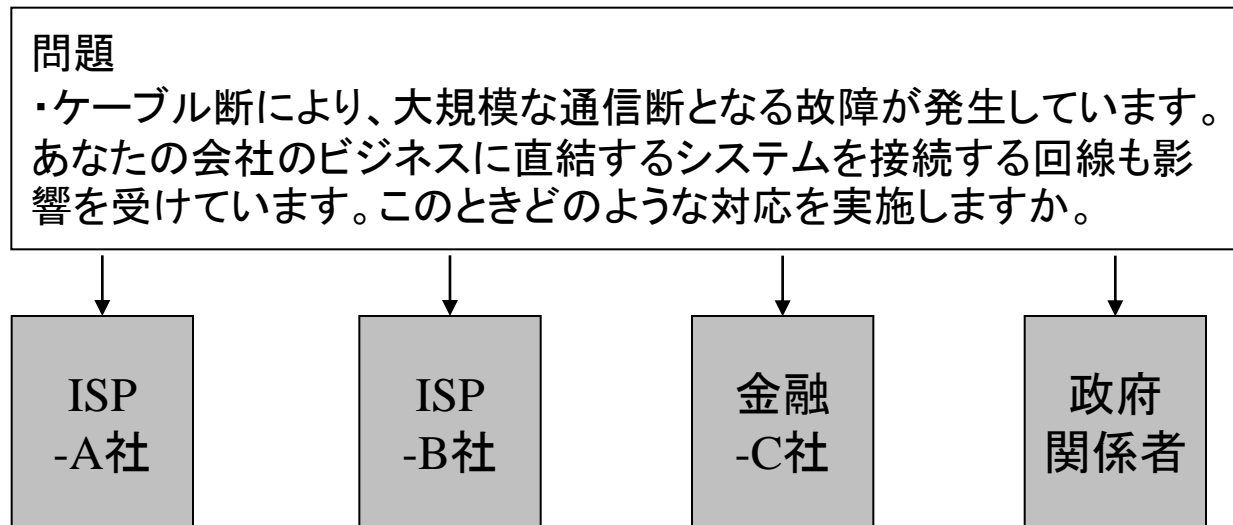 問題
・ケーブル断により、大規模な通信断となる故障が発生しています。
あなたの会社のビジネスに直結するシステムを接続する回線も影
響を受けています。このときどのような対応を実施しますか。
ISP
-A社
ISP
-B社
金融
-C社
政府
関係者